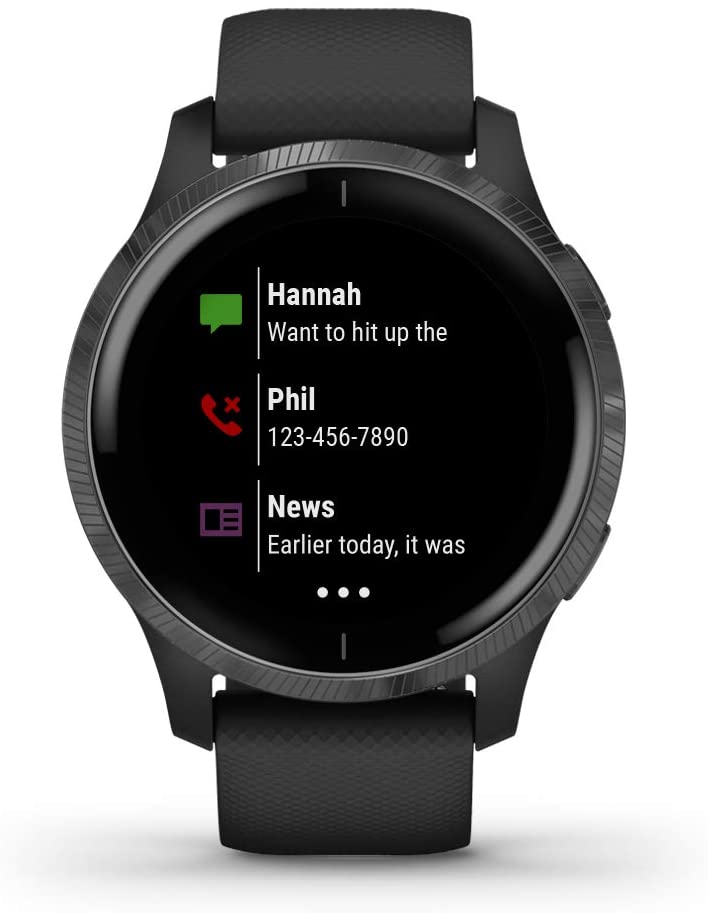 Hannah
Want to hit up the
Phil
123-456-7890
News
Earlier today, it was